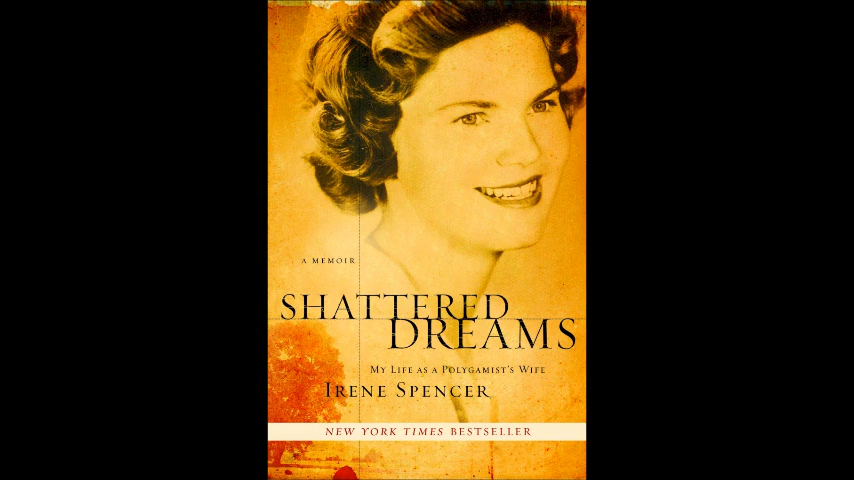 A MEMOIR
SHATTERED
DREAMS
MY LIFE AS A POLYGAMIST'S WIFE
IRENE SPENCER
NEW YORK TIMES BESTSELLER